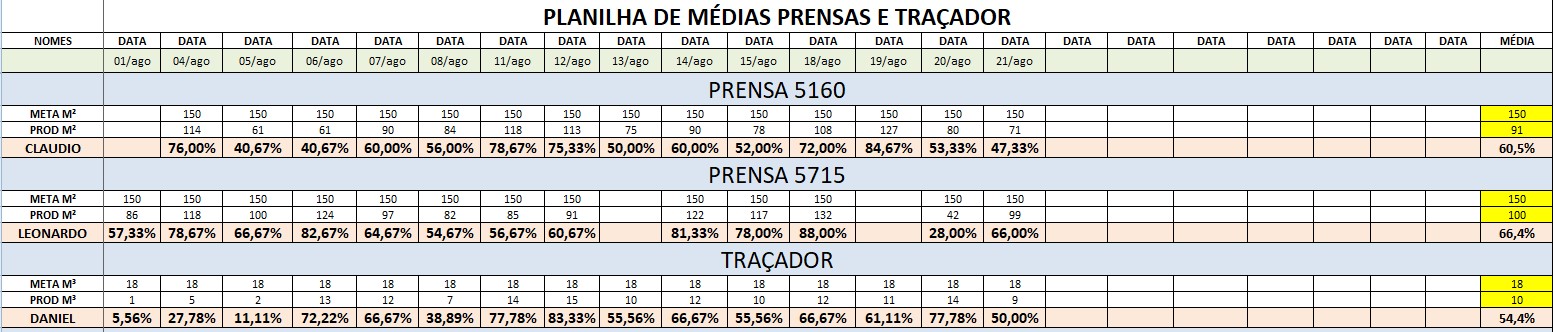 PLANILHA DE MÉDIAS PRENSAS E TRAÇADOR
NOMES DATA DATA DATA DATA DATA DATA DATA DATA DATA DATA DATA DATA DATA DATA DATA DATA DATA DATA DATA DATA DATA DATA MÉDIA
01/ago 04/ago 05/ago 06/ago 07/ago 08/ago 11/ago 12/ago 13/ago 14/ago 15/ago 18/ago 19/ago 20/ago 21/ago
PRENSA 5160
META M² 150 150 150 150 150 150 150 150 150 150 150 150 150 150 150
PROD M² 114 61 61 90 84 118 113 75 90 78 108 127 80 71 91
CLAUDIO 76,00% 40,67% 40,67% 60,00% 56,00% 78,67% 75,33% 50,00% 60,00% 52,00% 72,00% 84,67% 53,33% 47,33% 60,5%
PRENSA 5715
META M² 150 150 150 150 150 150 150 150 150 150 150 150 150 150
PROD M² 86 118 100 124 97 82 85 91 122 117 132 42 99 100
LEONARDO 57,33% 78,67% 66,67% 82,67% 64,67% 54,67% 56,67% 60,67% 81,33% 78,00% 88,00% 28,00% 66,00% 66,4%
TRAÇADOR
META M³ 18 18 18 18 18 18 18 18 18 18 18 18 18 18 18 18
PROD M³ 1 5 2 13 12 7 14 15 10 12 10 12 11 14 9 10
DANIEL 5,56% 27,78% 11,11% 72,22% 66,67% 38,89% 77,78% 83,33% 55,56% 66,67% 55,56% 66,67% 61,11% 77,78% 50,00% 54,4%